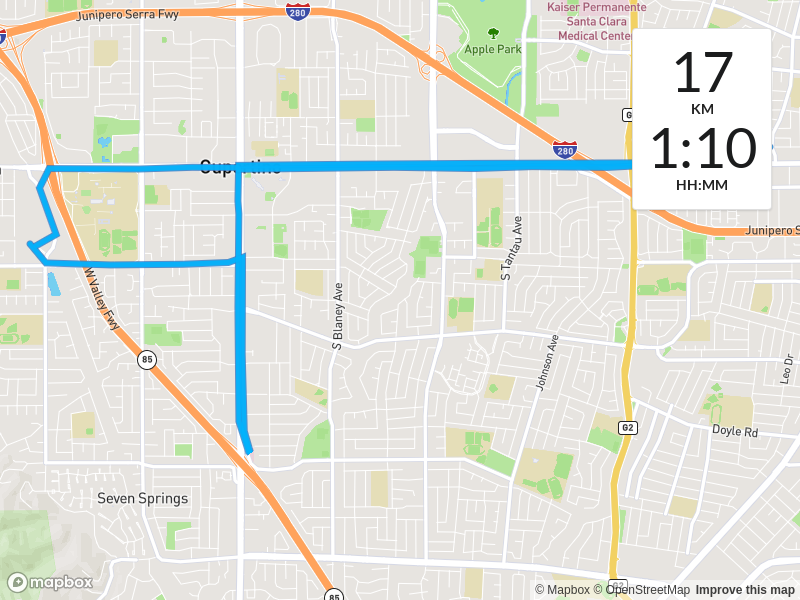 Junipero Serra Fwy
280
Kaiser Permanente
Santa Clara
Medical Center
Apple Park
17
KM
1:10
HH:MM
280
Cupertino
Junipero S
S Tantau Ave
W Valley Fwy
S Blaney Ave
85
Johnson Ave
Leo Dr
G2
Doyle Rd
Seven Springs
mapbox
85
G2
© Mapbox © OpenStreetMap Improve this map